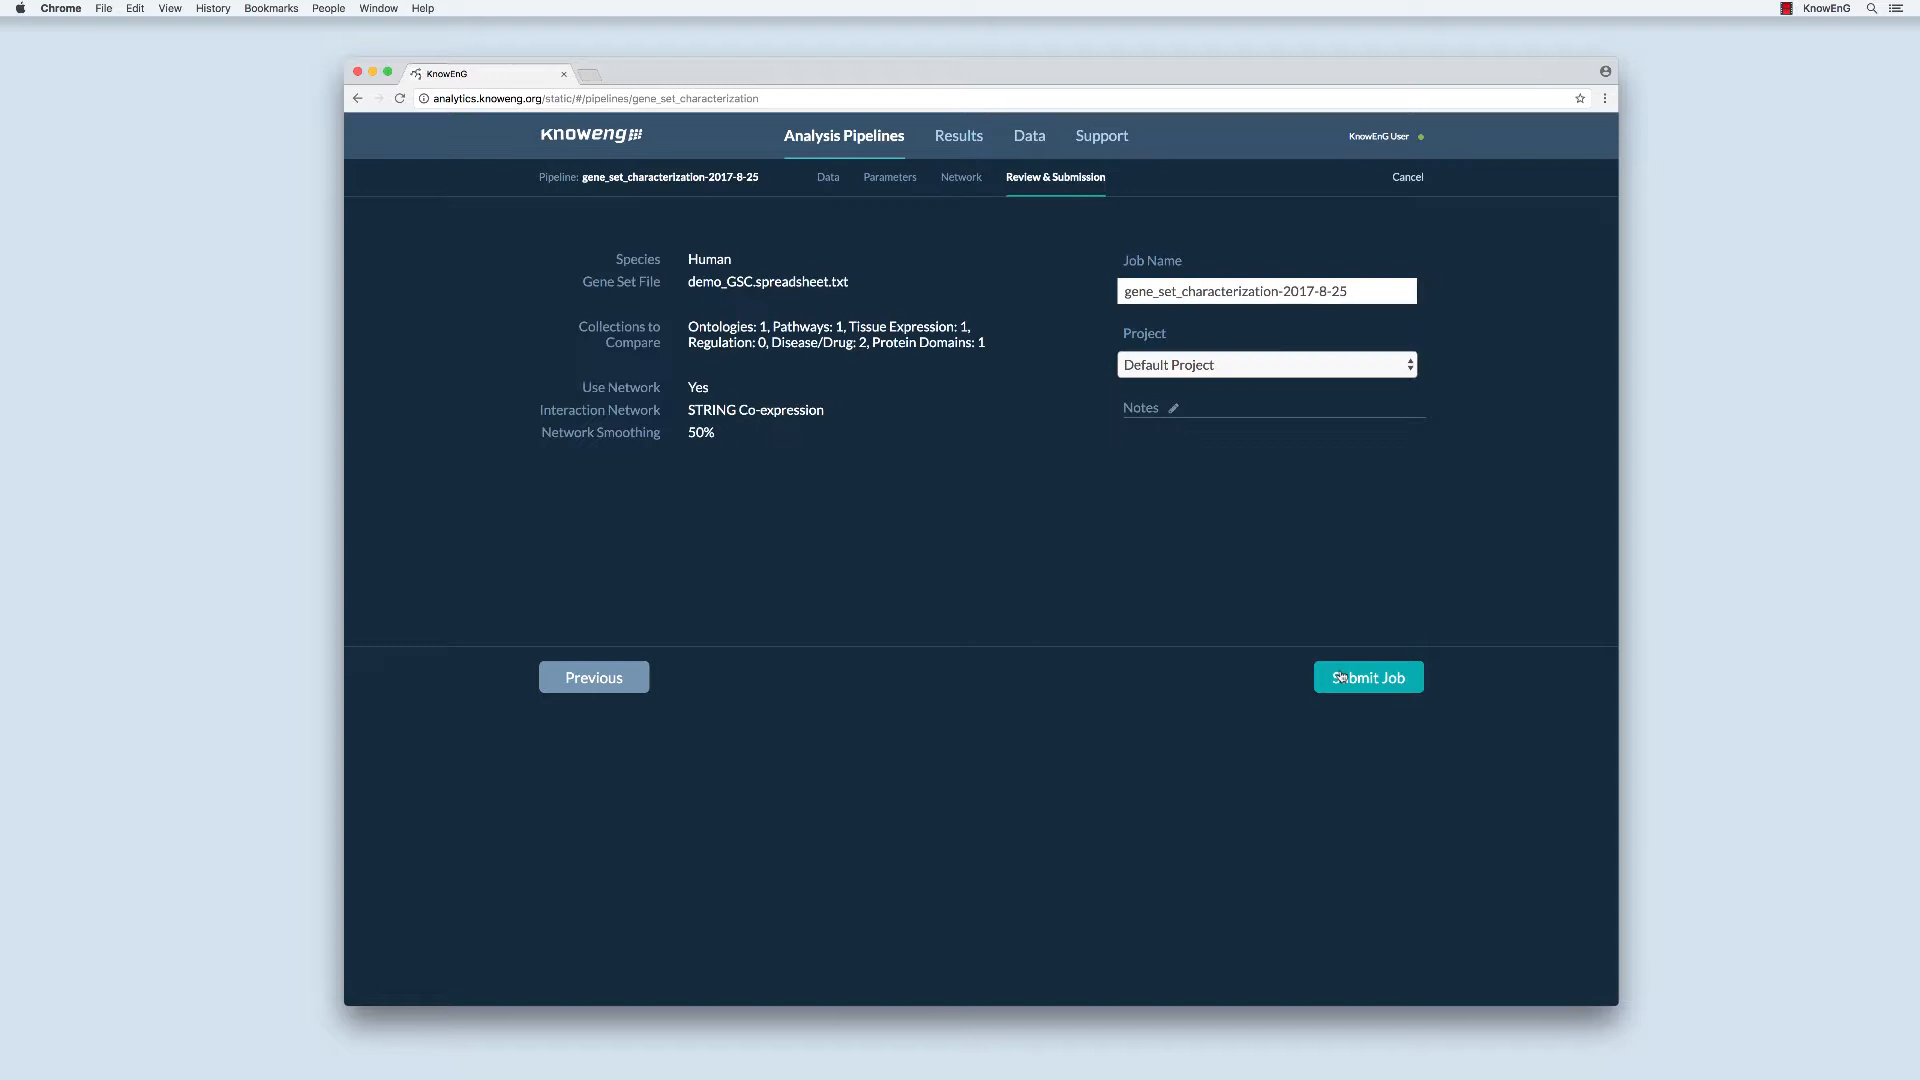 Chrome File Edit View History Bookmarks People Window Help KnowEnG
KnowEnG
analytics.knoweng.org/static/#/pipelines/gene_set_characterization
knoweng Analysis Pipelines Results Data Support KnowEnG User
Pipeline: gene_set_characterization-2017-8-25 Data Parameters Network Review & Submission Cancel
Species Human
Gene Set File demo_GSC.spreadsheet.txt
Collections to Compare
Ontologies: 1, Pathways: 1, Tissue Expression: 1,
Regulation: 0, Disease/Drug: 2, Protein Domains: 1
Use Network Yes
Interaction Network STRING Co-expression
Network Smoothing 50%
Job Name
gene_set_characterization-2017-8-25
Project
Default Project
Notes
Previous Submit Job